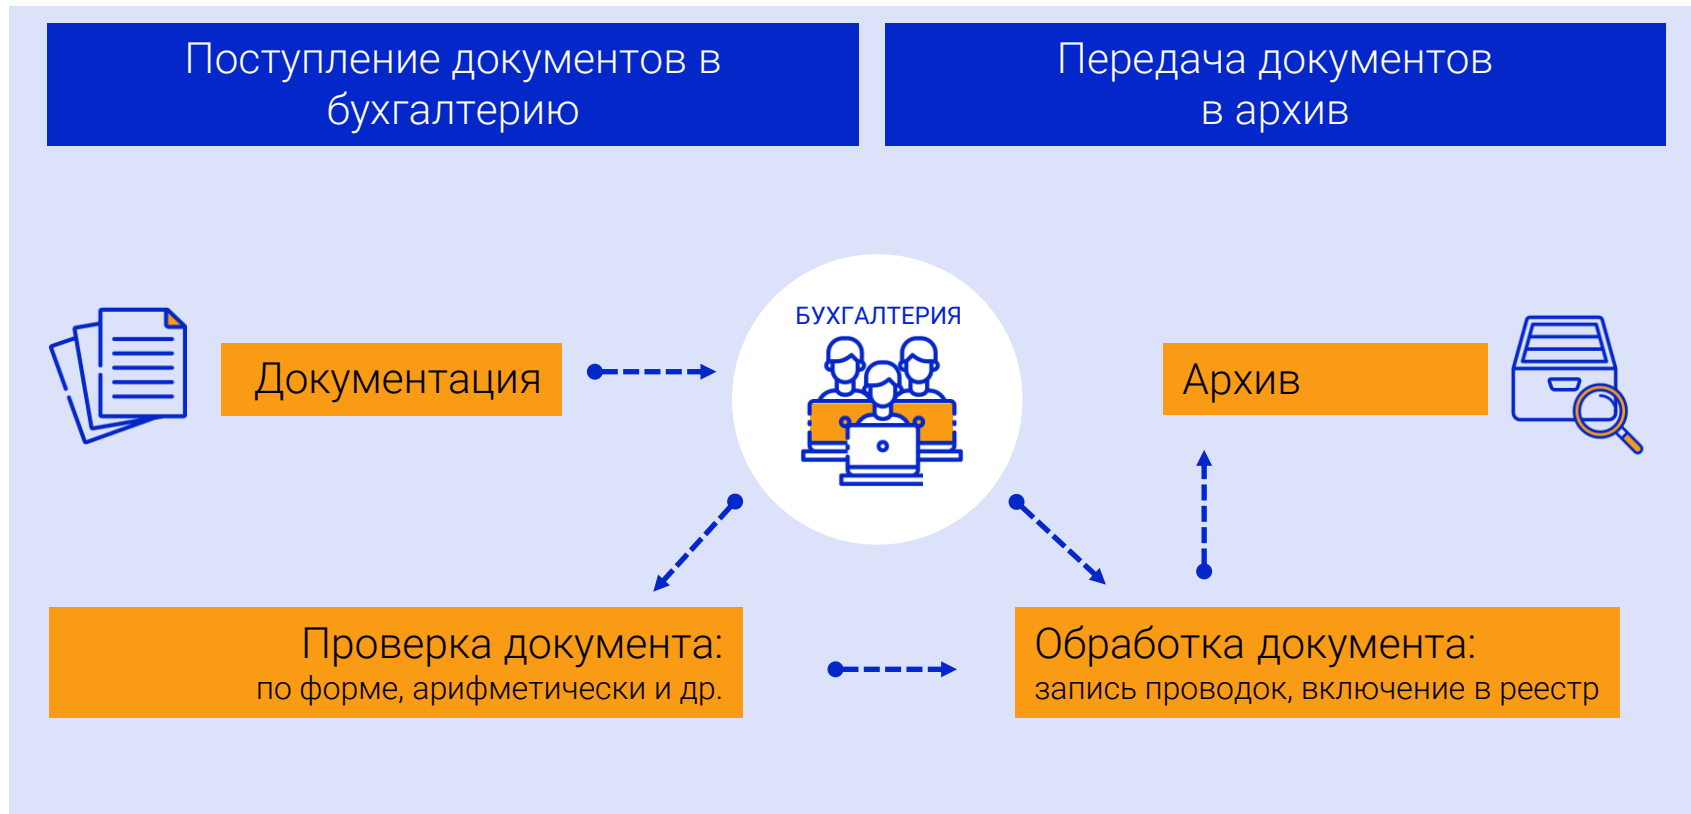 Поступление документов в
бухгалтерию
Передача документов
в архив
БУХГАЛТЕРИЯ
Документация
Архив
Проверка документа:
по форме, арифметически и др.
Обработка документа:
запись проводок, включение в реестр